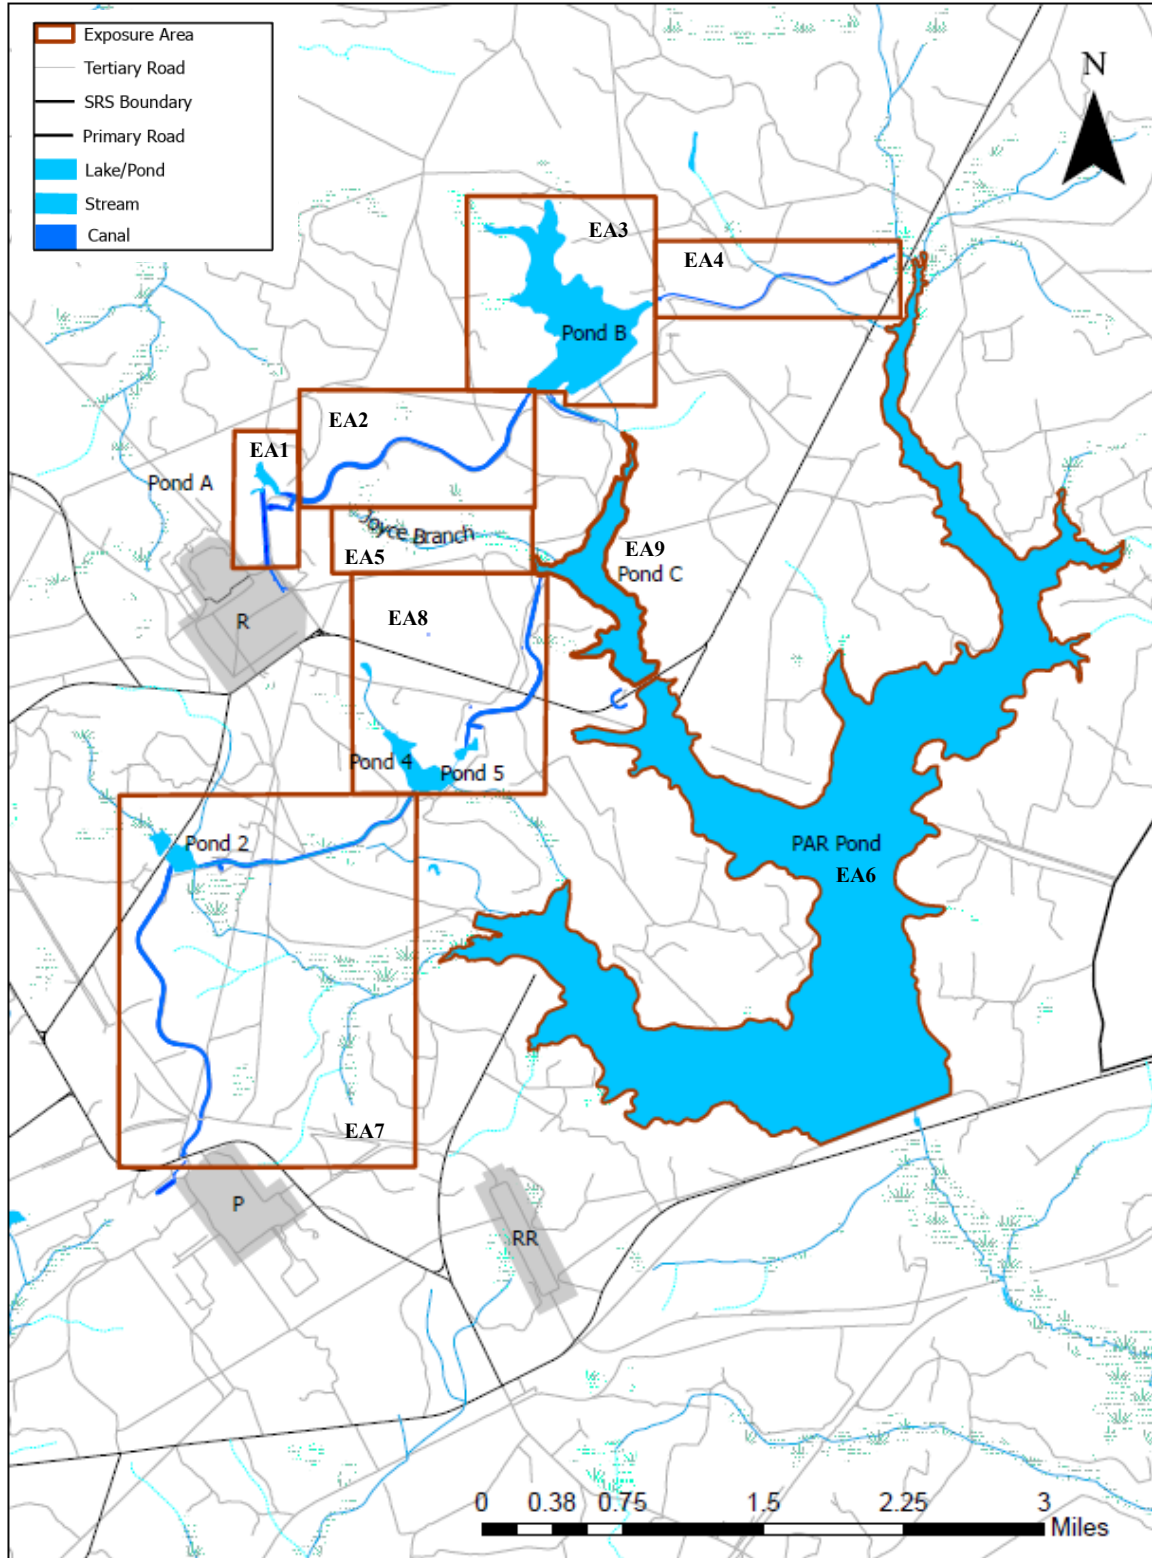 Exposure Area
Tertiary Road
SRS Boundary
Primary Road
Lake/Pond
Stream
Canal
N
EA3
EA4
Pond B
EA2
EA1
Pond A
Joyce Branch
EA5
EA9
Pond C
EA8
R
Pond 4
Pond 5
Pond 2
PAR Pond
EA6
EA7
P
RR
0 0.38 0.75 1.5 2.25 3
Miles